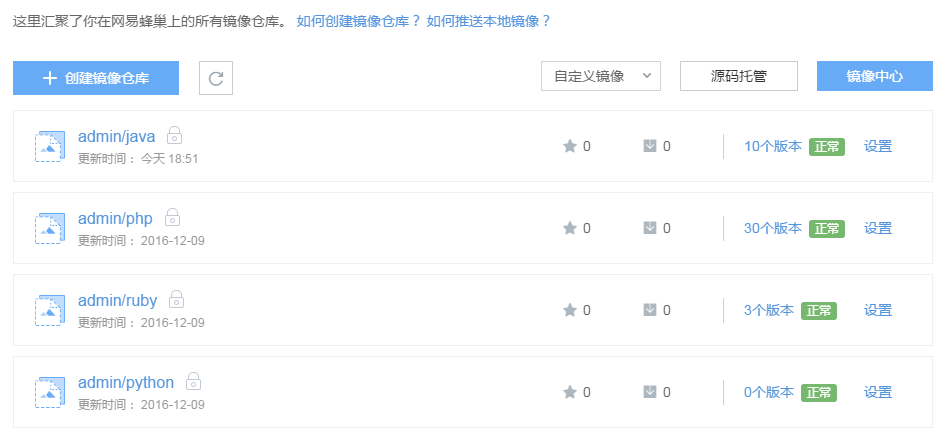 这里汇聚了你在网易蜂巢上的所有镜像仓库。 如何创建镜像仓库？ 如何推送本地镜像？
创建镜像仓库 自定义镜像 源码托管 镜像中心
admin/java 0 0 10个版本 正常 设置
更新时间： 今天 18:51
admin/php 0 0 30个版本 正常 设置
更新时间： 2016-12-09
admin/ruby 0 0 3个版本 正常 设置
更新时间： 2016-12-09
admin/python 0 0 0个版本 正常 设置
更新时间： 2016-12-09